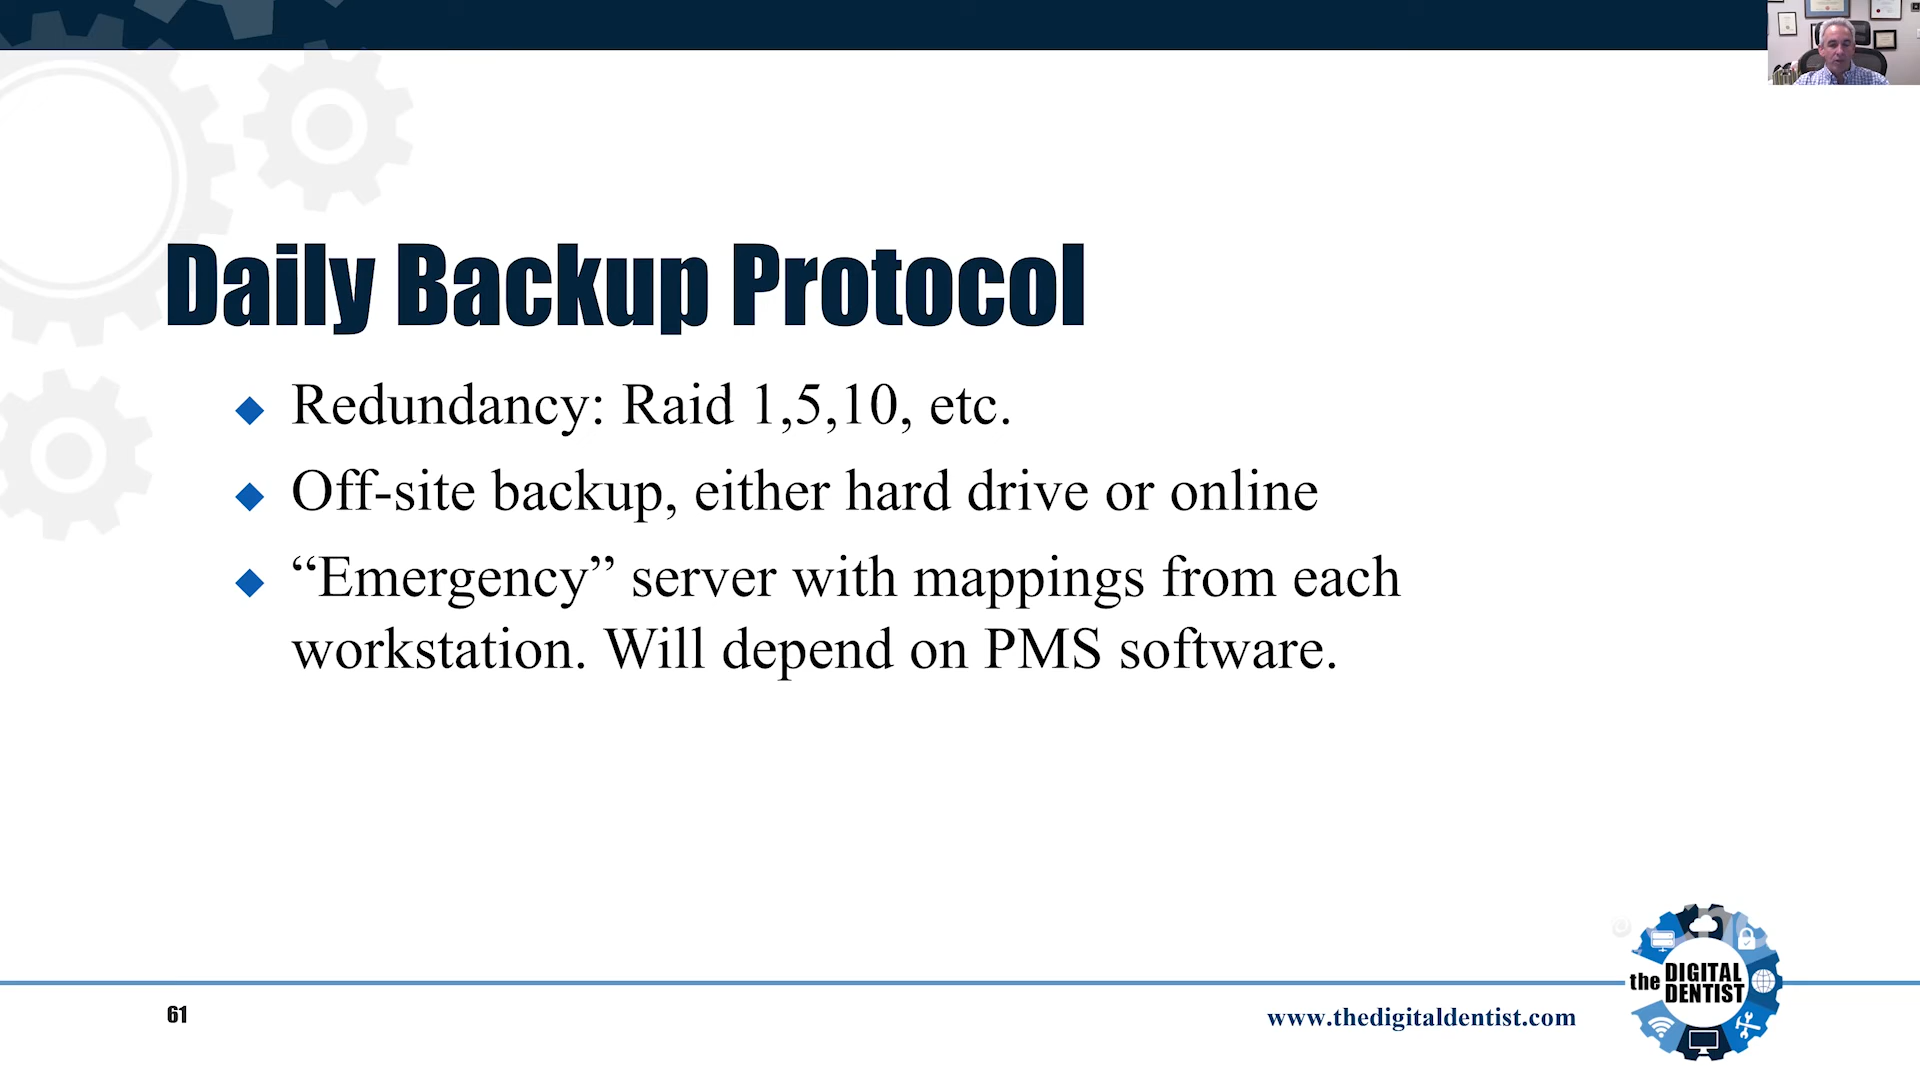 Daily Backup Protocol
Redundancy: Raid 1,5,10, etc.
Off-site backup, either hard drive or online
“Emergency” server with mappings from each
workstation. Will depend on PMS software.
61
www.thedigitaldentist.com
the DIGITAL
DENTIST